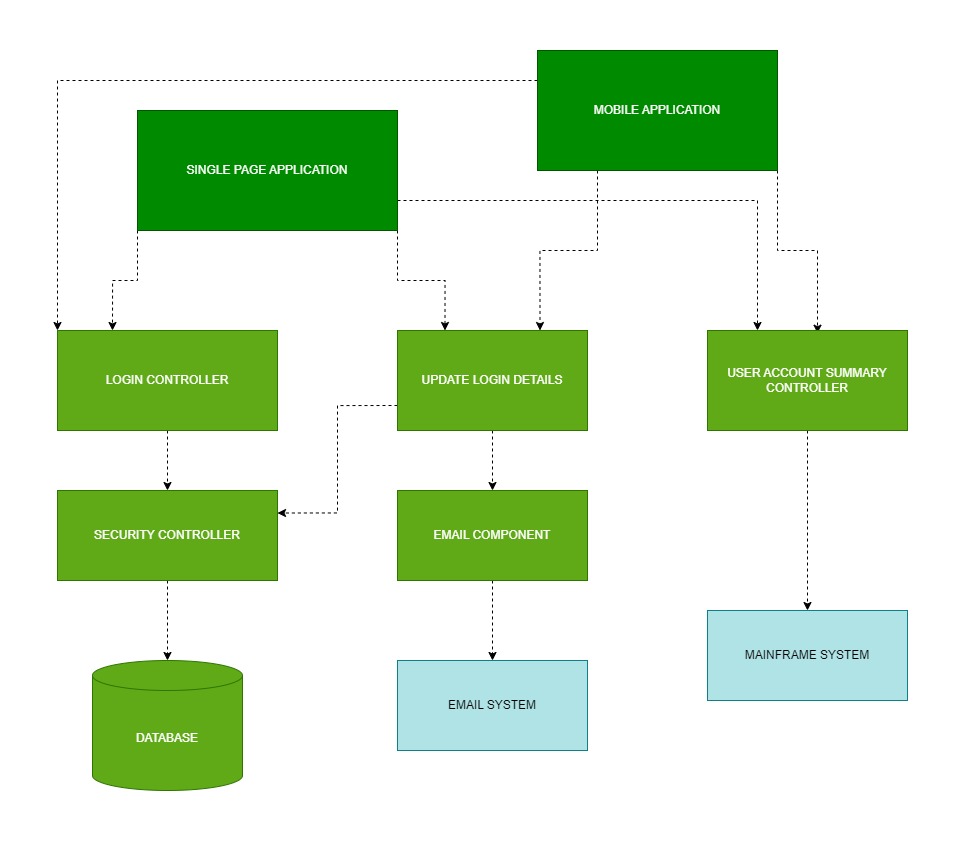 MOBILE APPLICATION
SINGLE PAGE APPLICATION
LOGIN CONTROLLER
UPDATE LOGIN DETAILS
USER ACCOUNT SUMMARY
CONTROLLER
SECURITY CONTROLLER
EMAIL COMPONENT
MAINFRAME SYSTEM
EMAIL SYSTEM
DATABASE